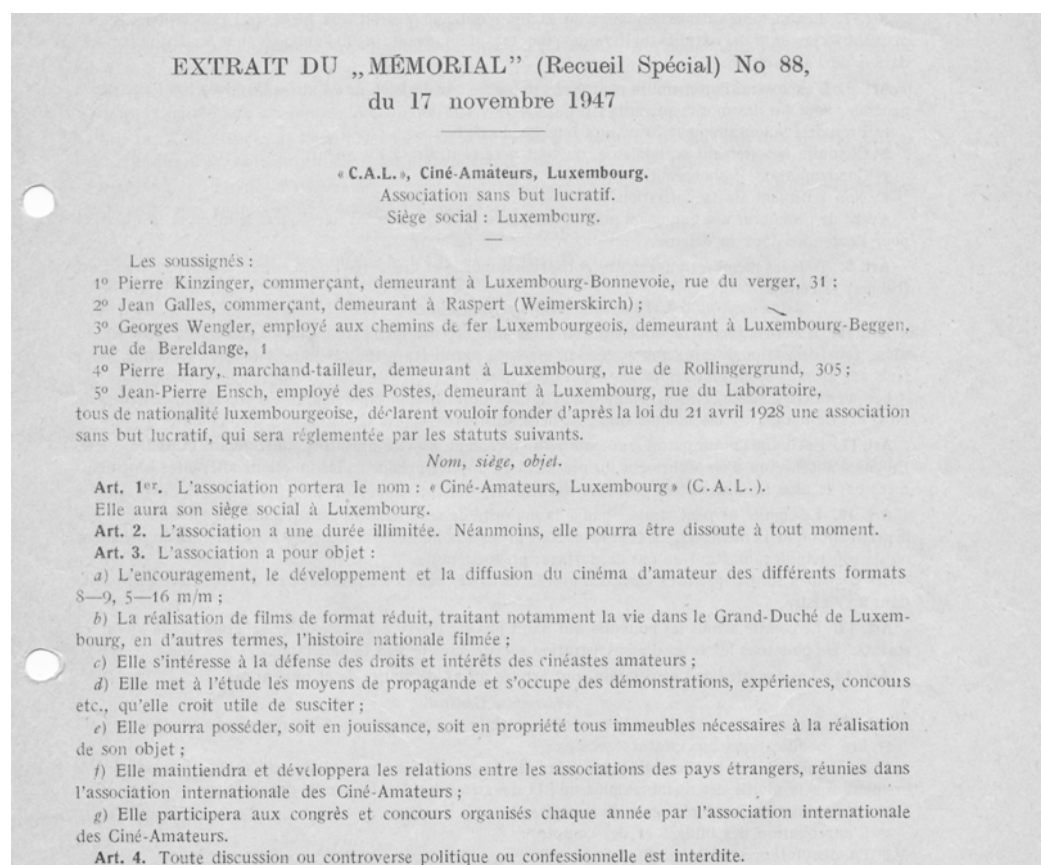 EXTRAIT DU „MÉMORIAL” (Recueil Spécial) No 88,
du 17 novembre 1947
« C.A.L. », Ciné-Amateurs, Luxembourg.
Association sans but lucratif.
Siège social : Luxembourg.
Les soussignés :
1º Pierre Kinzinger, commerçant, demeurant à Luxembourg-Bonnevoie, rue du verger, 31 ;
2º Jean Galles, commerçant, demeurant à Raspert (Weimerskirch) ;
3º Georges Wengler, employé aux chemins de fer Luxembourgeois, demeurant à Luxembourg-Beggen,
rue de Bereldange, 1
4º Pierre Hary, marchand-tailleur, demeurant à Luxembourg, rue de Rollingergrund, 305 ;
5º Jean-Pierre Ensch, employé des Postes, demeurant à Luxembourg, rue du Laboratoire,
tous de nationalité luxembourgeoise, déclarent vouloir fonder d'après la loi du 21 avril 1928 une association
sans but lucratif, qui sera réglementée par les statuts suivants.
Nom, siège, objet.
Art. 1er. L'association portera le nom : « Ciné-Amateurs, Luxembourg » (C.A.L.).
Elle aura son siège social à Luxembourg.
Art. 2. L'association a une durée illimitée. Néanmoins, elle pourra être dissoute à tout moment.
Art. 3. L'association a pour objet :
a) L'encouragement, le développement et la diffusion du cinéma d'amateur des différents formats
8—9, 5—16 m/m ;
b) La réalisation de films de format réduit, traitant notamment la vie dans le Grand-Duché de Luxem-
bourg, en d'autres termes, l'histoire nationale filmée ;
c) Elle s'intéresse à la défense des droits et intérêts des cinéastes amateurs ;
d) Elle met à l'étude les moyens de propagande et s'occupe des démonstrations, expériences, concours
etc., qu'elle croit utile de susciter ;
e) Elle pourra posséder, soit en jouissance, soit en propriété tous immeubles nécessaires à la réalisation
de son objet ;
f) Elle maintiendra et développera les relations entre les associations des pays étrangers, réunies dans
l'association internationale des Ciné-Amateurs ;
g) Elle participera aux congrès et concours organisés chaque année par l'association internationale
des Ciné-Amateurs.
Art. 4. Toute discussion ou controverse politique ou confessionnelle est interdite.